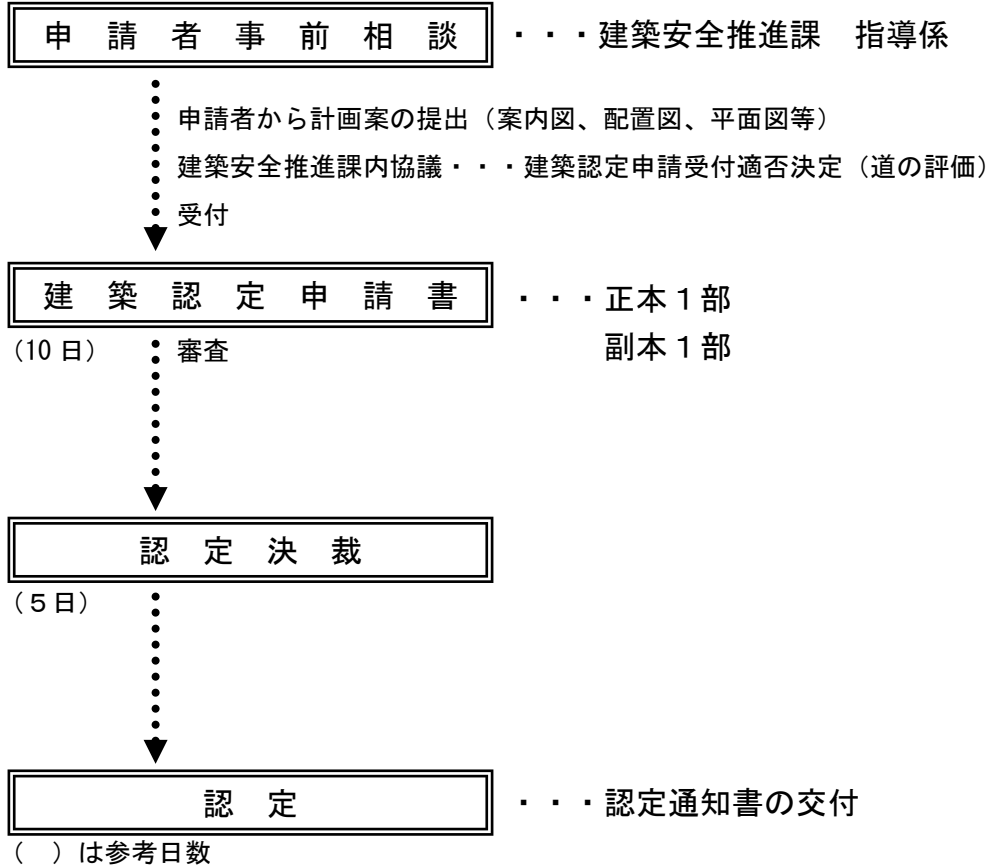 申請者事前相談 ・・・建築安全推進課 指導係
申請者から計画案の提出（案内図、配置図、平面図等）
建築安全推進課内協議・・・建築認定申請受付適否決定（道の評価）
受付
建築認定申請書 ・・・正本１部
(10日) 審査 副本１部
認定決裁
(５日)
認定 ・・・認定通知書の交付
(　) は参考日数